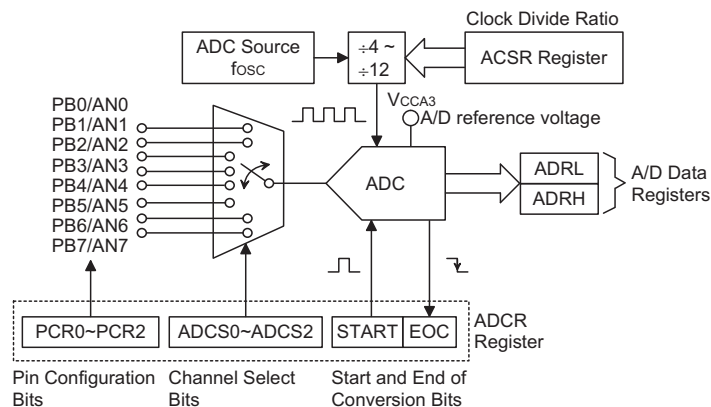 Clock Divide Ratio
ADC Source
fOSC
÷4 ~
÷12
ACSR Register
VCCA3
A/D reference voltage
PB0/AN0
PB1/AN1
PB2/AN2
PB3/AN3
PB4/AN4
PB5/AN5
PB6/AN6
PB7/AN7
ADC
ADRL
ADRH
A/D Data
Registers
PCR0~PCR2
ADCS0~ADCS2
START
EOC
ADCR
Register
Pin Configuration
Bits
Channel Select
Bits
Start and End of
Conversion Bits